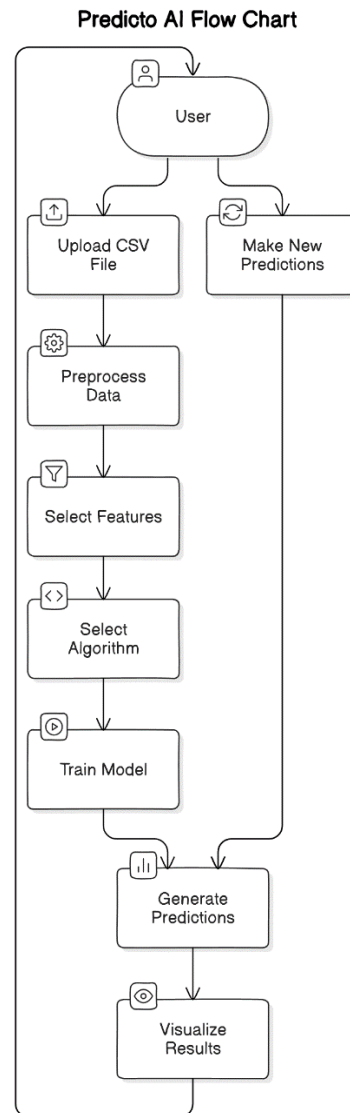 Predicto AI Flow Chart
User
Upload CSV
File
Make New
Predictions
Preprocess
Data
Select Features
Select
Algorithm
Train Model
Generate
Predictions
Visualize
Results